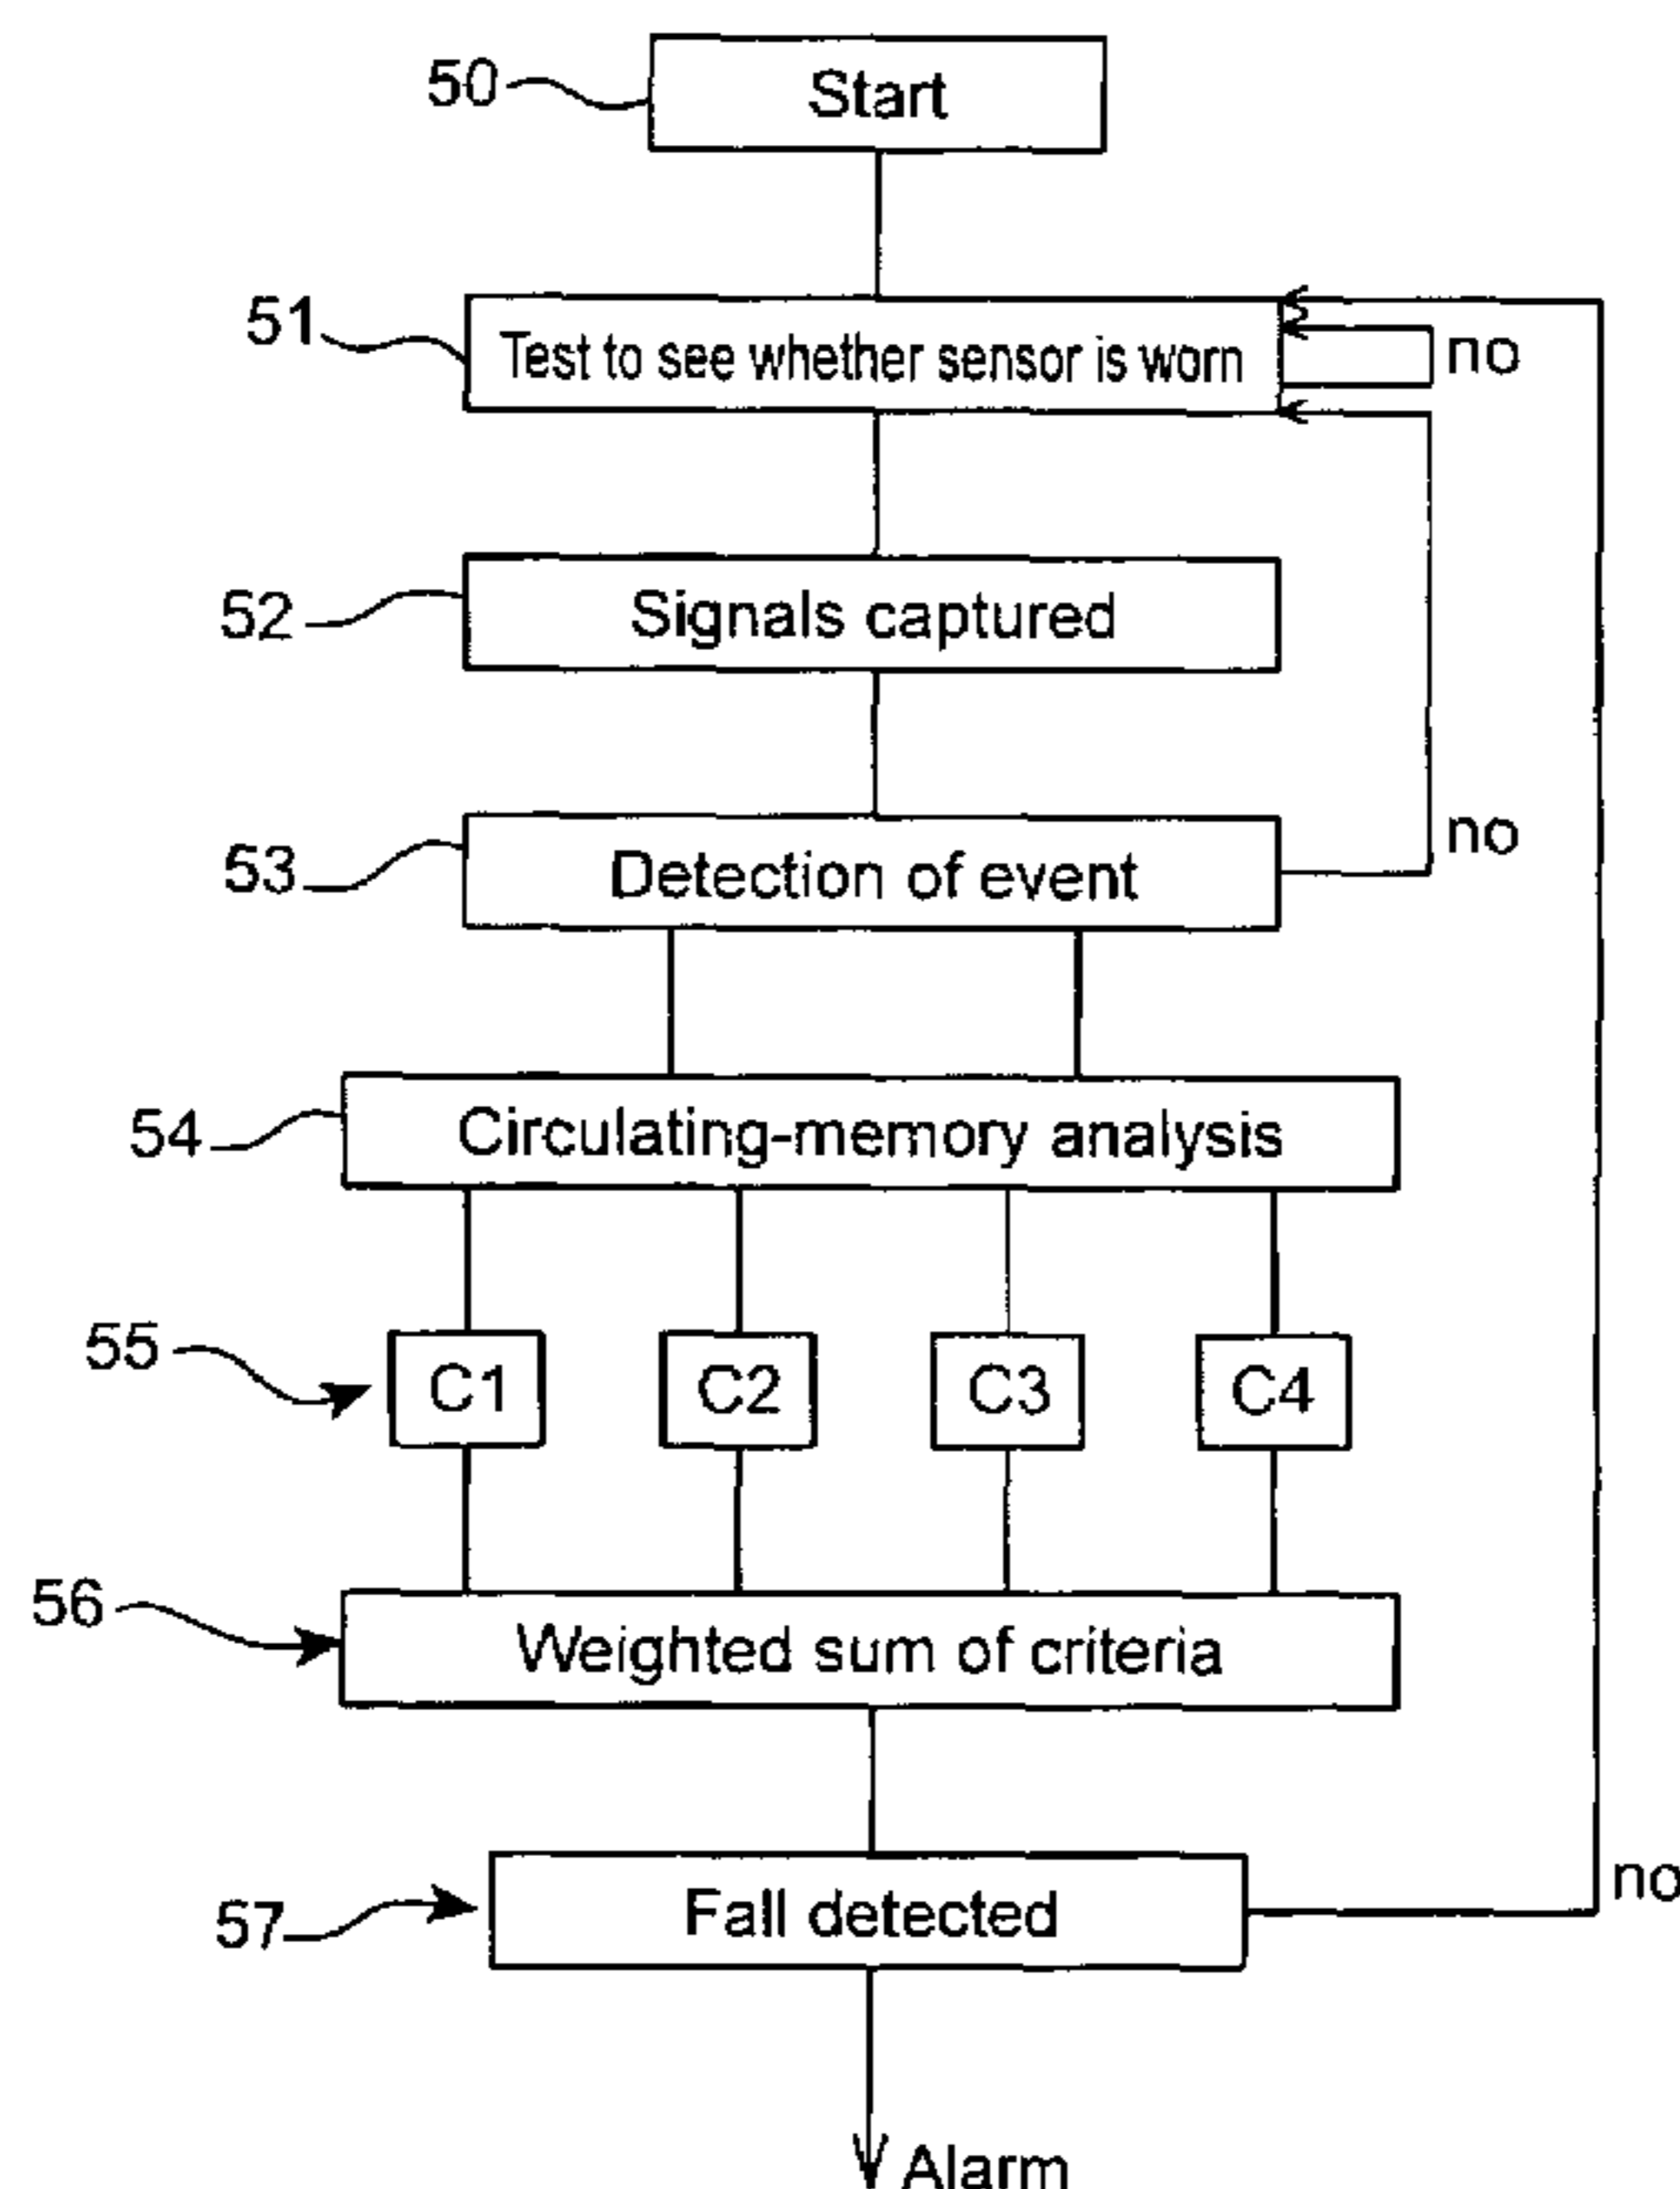 50
Start
51
Test to see whether sensor is worn
no
52
Signals captured
53
Detection of event
no
54
Circulating-memory analysis
55
C1
C2
C3
C4
56
Weighted sum of criteria
57
Fall detected
no
Alarm